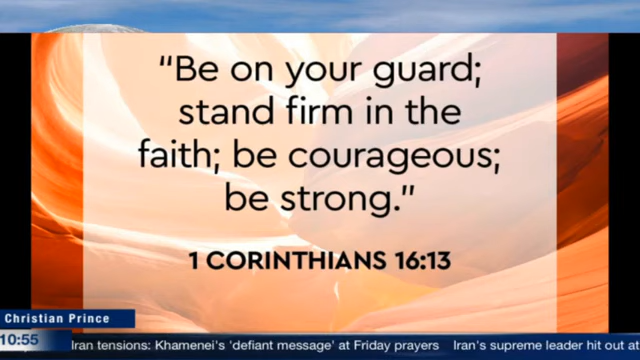 “Be on your guard;
stand firm in the
faith; be courageous;
be strong.”
1 CORINTHIANS 16:13
Christian Prince
10:55
Iran tensions: Khamenei's 'defiant message' at Friday prayers Iran's supreme leader hit out at